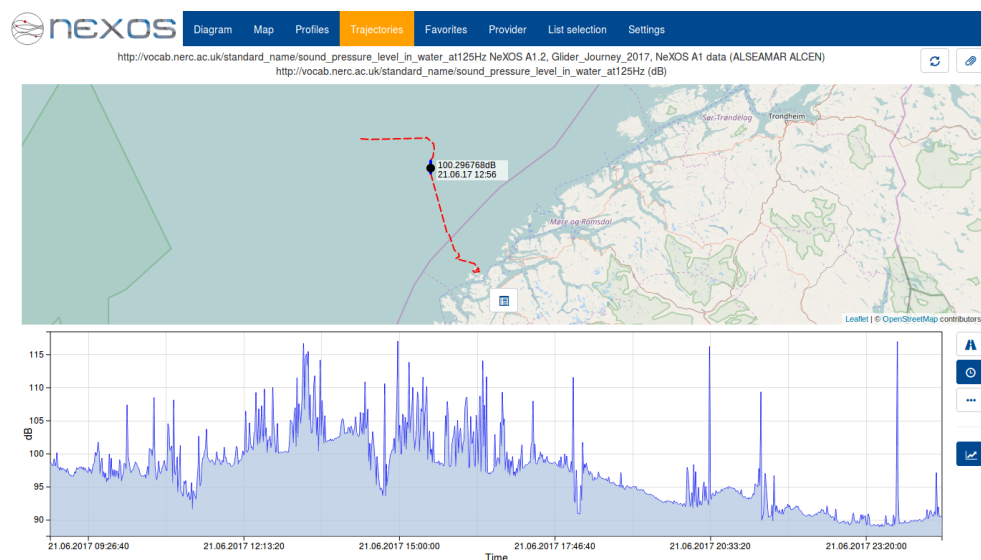 nexos
Diagram Map Profiles Trajectories Favorites Provider List selection Settings
http://vocab.nerc.ac.uk/standard_name/sound_pressure_level_in_water_at125Hz NeXOS A1.2, Glider_Journey_2017, NeXOS A1 data (ALSEAMAR ALCEN)
http://vocab.nerc.ac.uk/standard_name/sound_pressure_level_in_water_at125Hz (dB)
Sør-Trøndelag
Trondheim
100.296768dB
21.06.17 12:56
Møre og Romsdal
Leaflet | © OpenStreetMap contributors
115
110
105
100
95
90
dB
21.06.2017 09:26:40 21.06.2017 12:13:20 21.06.2017 15:00:00 21.06.2017 17:46:40 21.06.2017 20:33:20 21.06.2017 23:20:00
Time